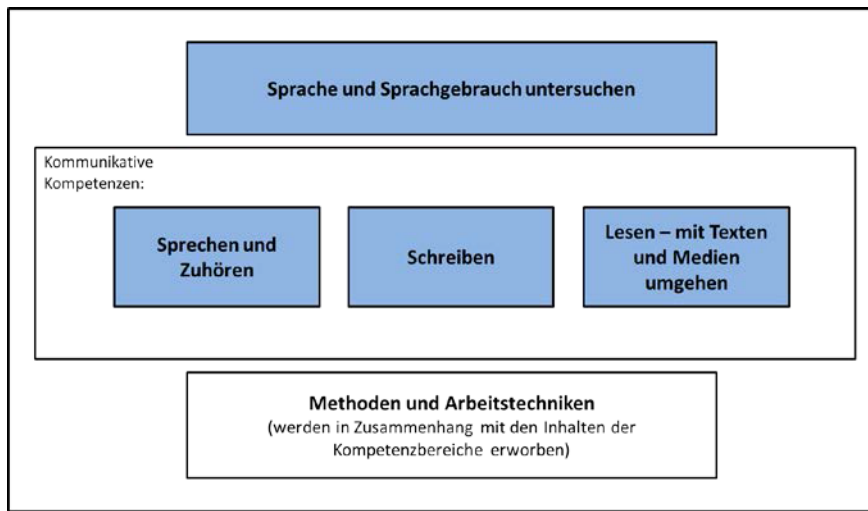 Sprache und Sprachgebrauch untersuchen
Kommunikative
Kompetenzen:
Sprechen und
Zuhören
Schreiben
Lesen – mit Texten
und Medien
umgehen
Methoden und Arbeitstechniken
(werden in Zusammenhang mit den Inhalten der
Kompetenzbereiche erworben)